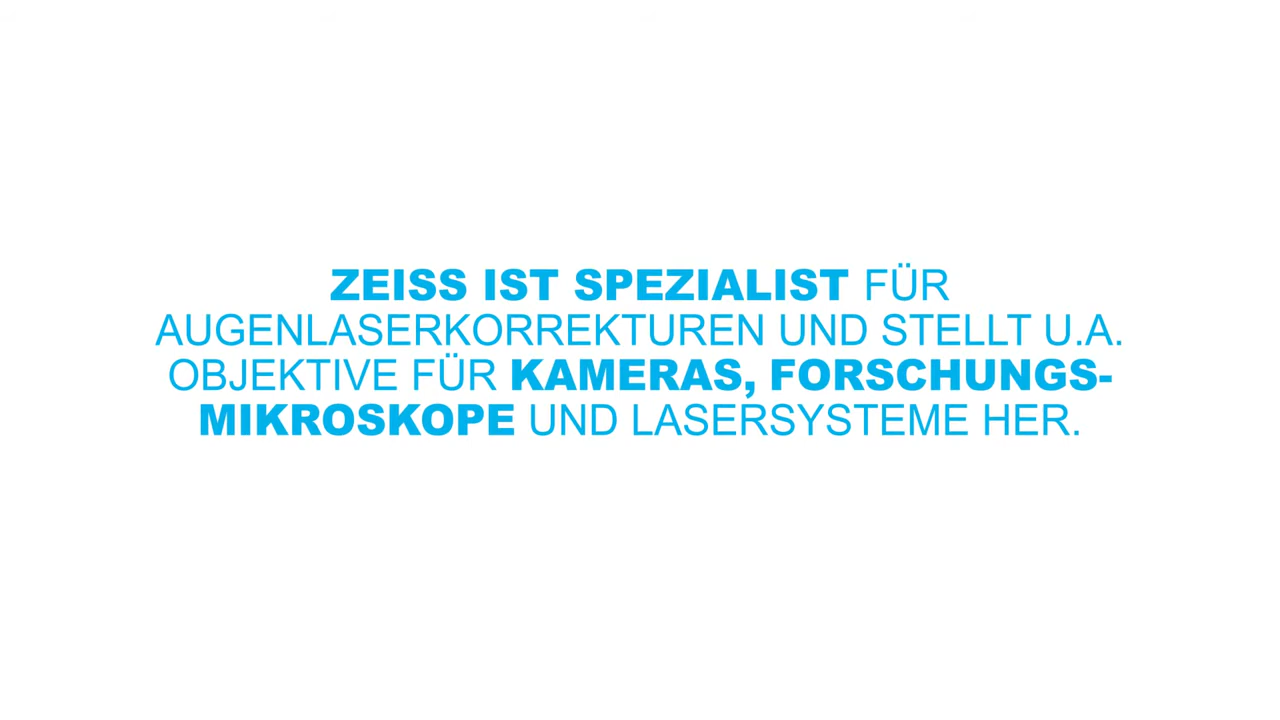 ZEISS IST SPEZIALIST FÜR
AUGENLASERKORREKTUREN UND STELLT U.A.
OBJEKTIVE FÜR KAMERAS, FORSCHUNGS-
MIKROSKOPE UND LASERSYSTEME HER.